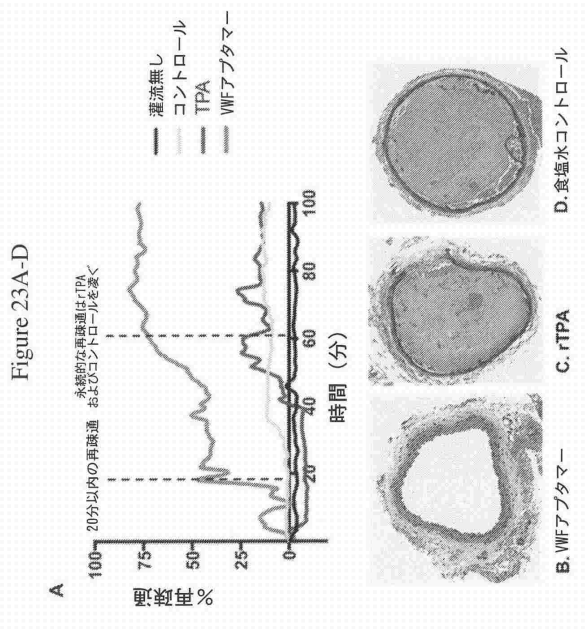 Figure 23A-D
A
20分以内の再疎通
永続的な再疎通はrTPA
およびコントロールを凌ぐ
％再疎通
100
75
50
25
0
20
40
60
80
100
時間 （分）
灌流無し
コントロール
TPA
VWFアプタマー
B. VWFアプタマー
C. rTPA
D. 食塩水コントロール